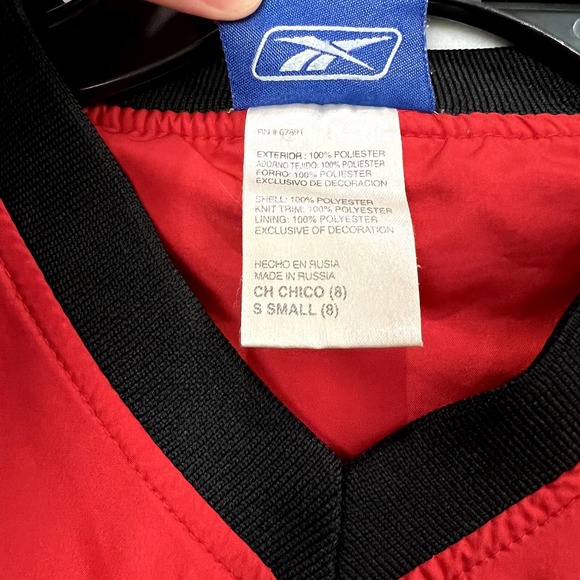 RN # 67891
EXTERIOR : 100% POLIESTER
ADORNO TEJIDO: 100% POLIESTER
FORRO: 100% POLIESTER
EXCLUSIVO DE DECORACION
SHELL: 100% POLYESTER
KNIT TRIM: 100% POLYESTER
LINING: 100% POLYESTER
EXCLUSIVE OF DECORATION
HECHO EN RUSIA
MADE IN RUSSIA
CH CHICO (8)
S SMALL (8)